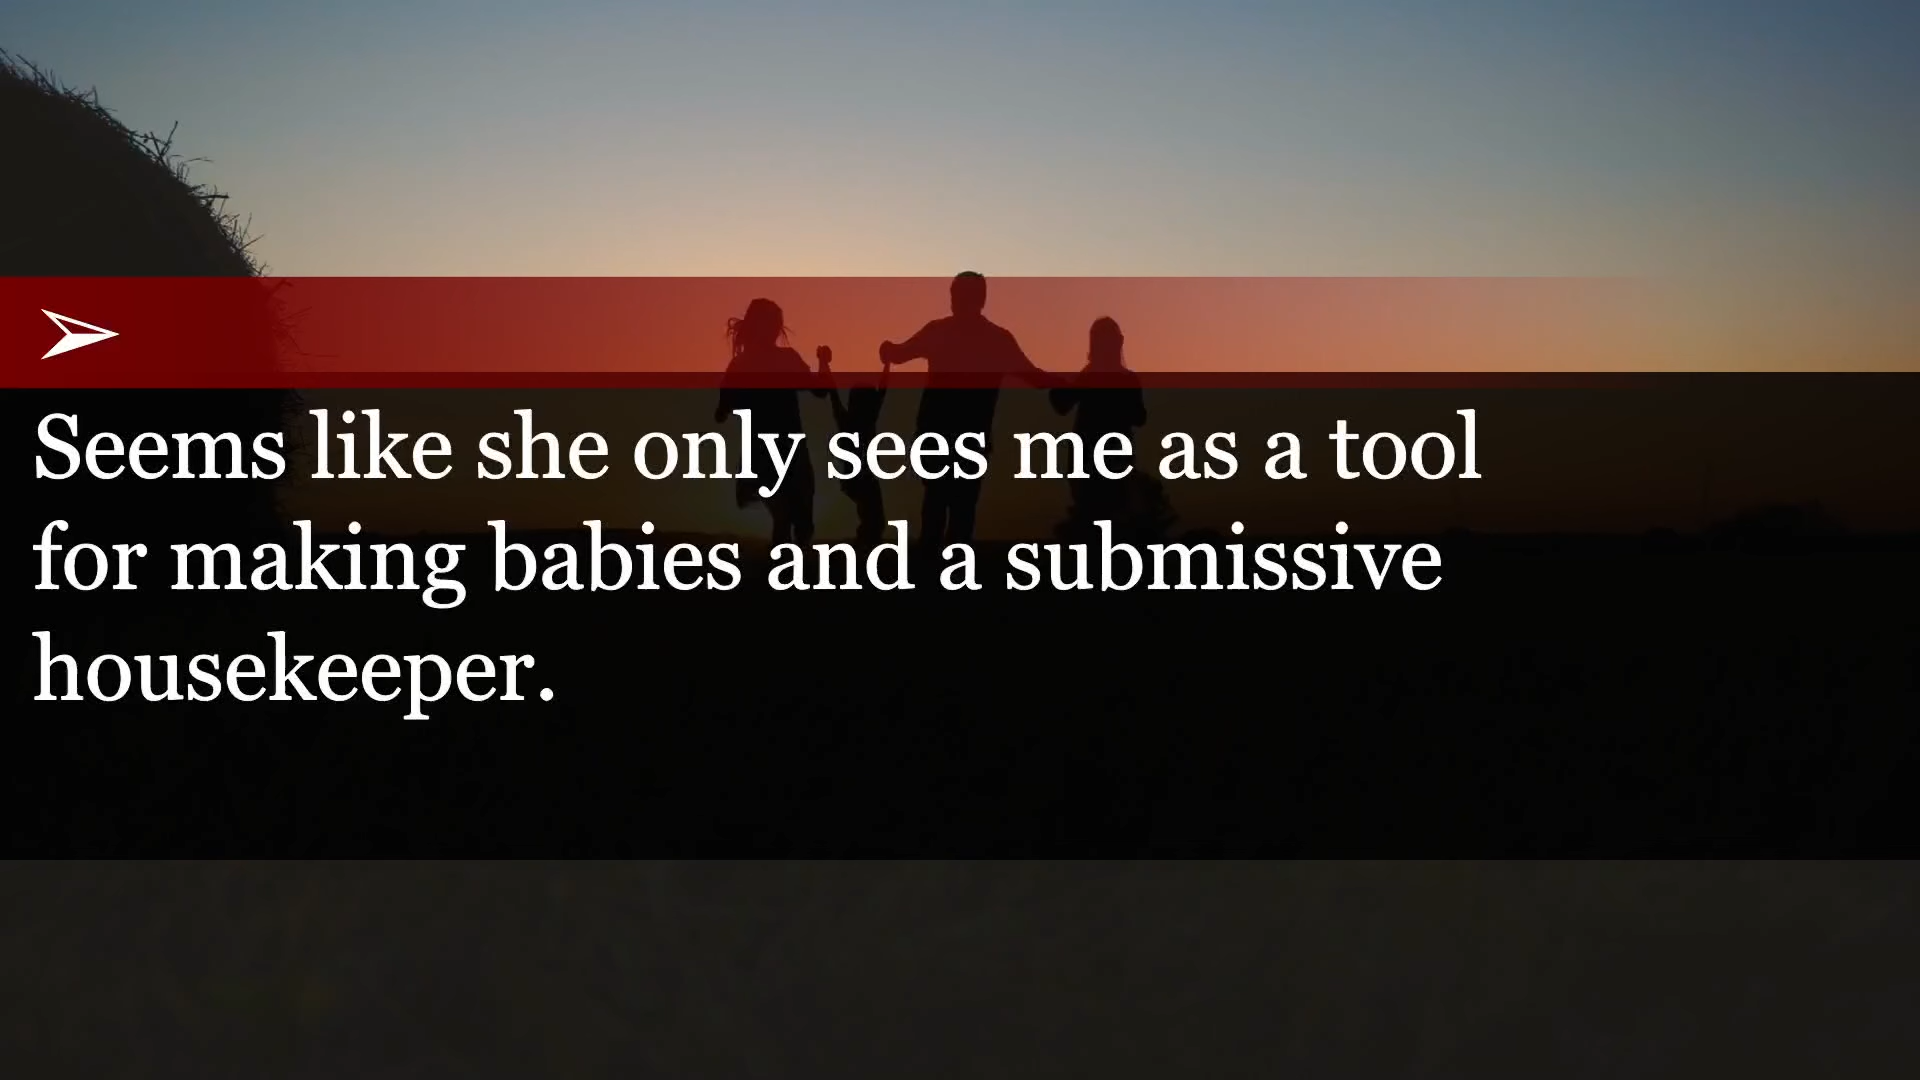 Seems like she only sees me as a tool
for making babies and a submissive
housekeeper.